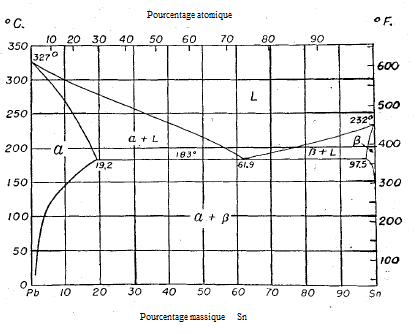 Pourcentage atomique
°C. 10 20 30 40 50 60 70 80 90 °F.
350
327°
300
250
200
150
100
50
0
600
500
400
300
200
100
L
232°
α
α + L
183°
β + L
β
19,2
61.9
97.5
α + β
Pb 10 20 30 40 50 60 70 80 90 Sn
Pourcentage massique Sn